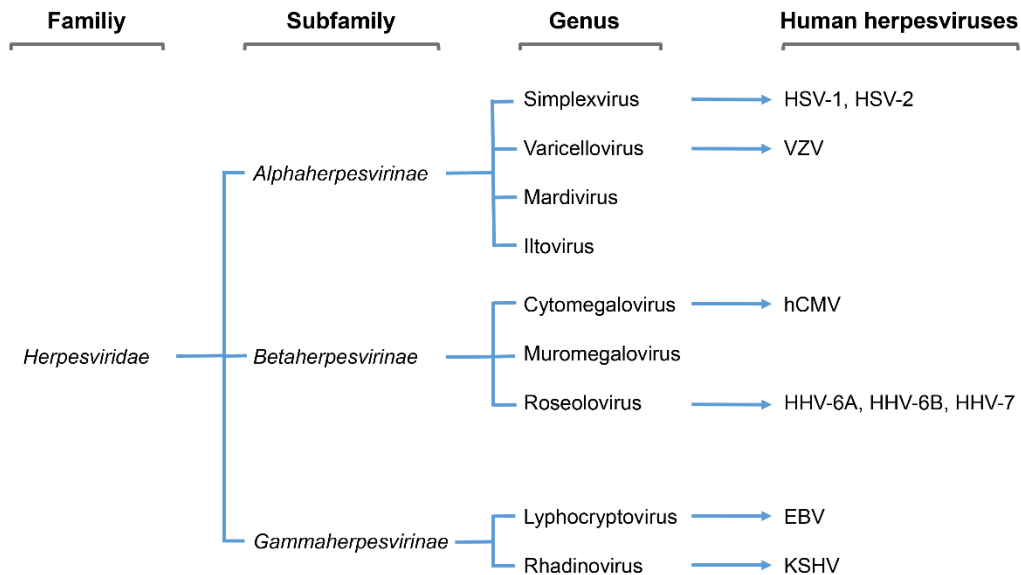 Familiy Subfamily Genus Human herpesviruses
Simplexvirus HSV-1, HSV-2
Varicellovirus VZV
Alphaherpesvirinae
Mardivirus
Iltovirus
Cytomegalovirus hCMV
Herpesviridae Betaherpesvirinae Muromegalovirus
Roseolovirus HHV-6A, HHV-6B, HHV-7
Lyphocryptovirus EBV
Gammaherpesvirinae
Rhadinovirus KSHV